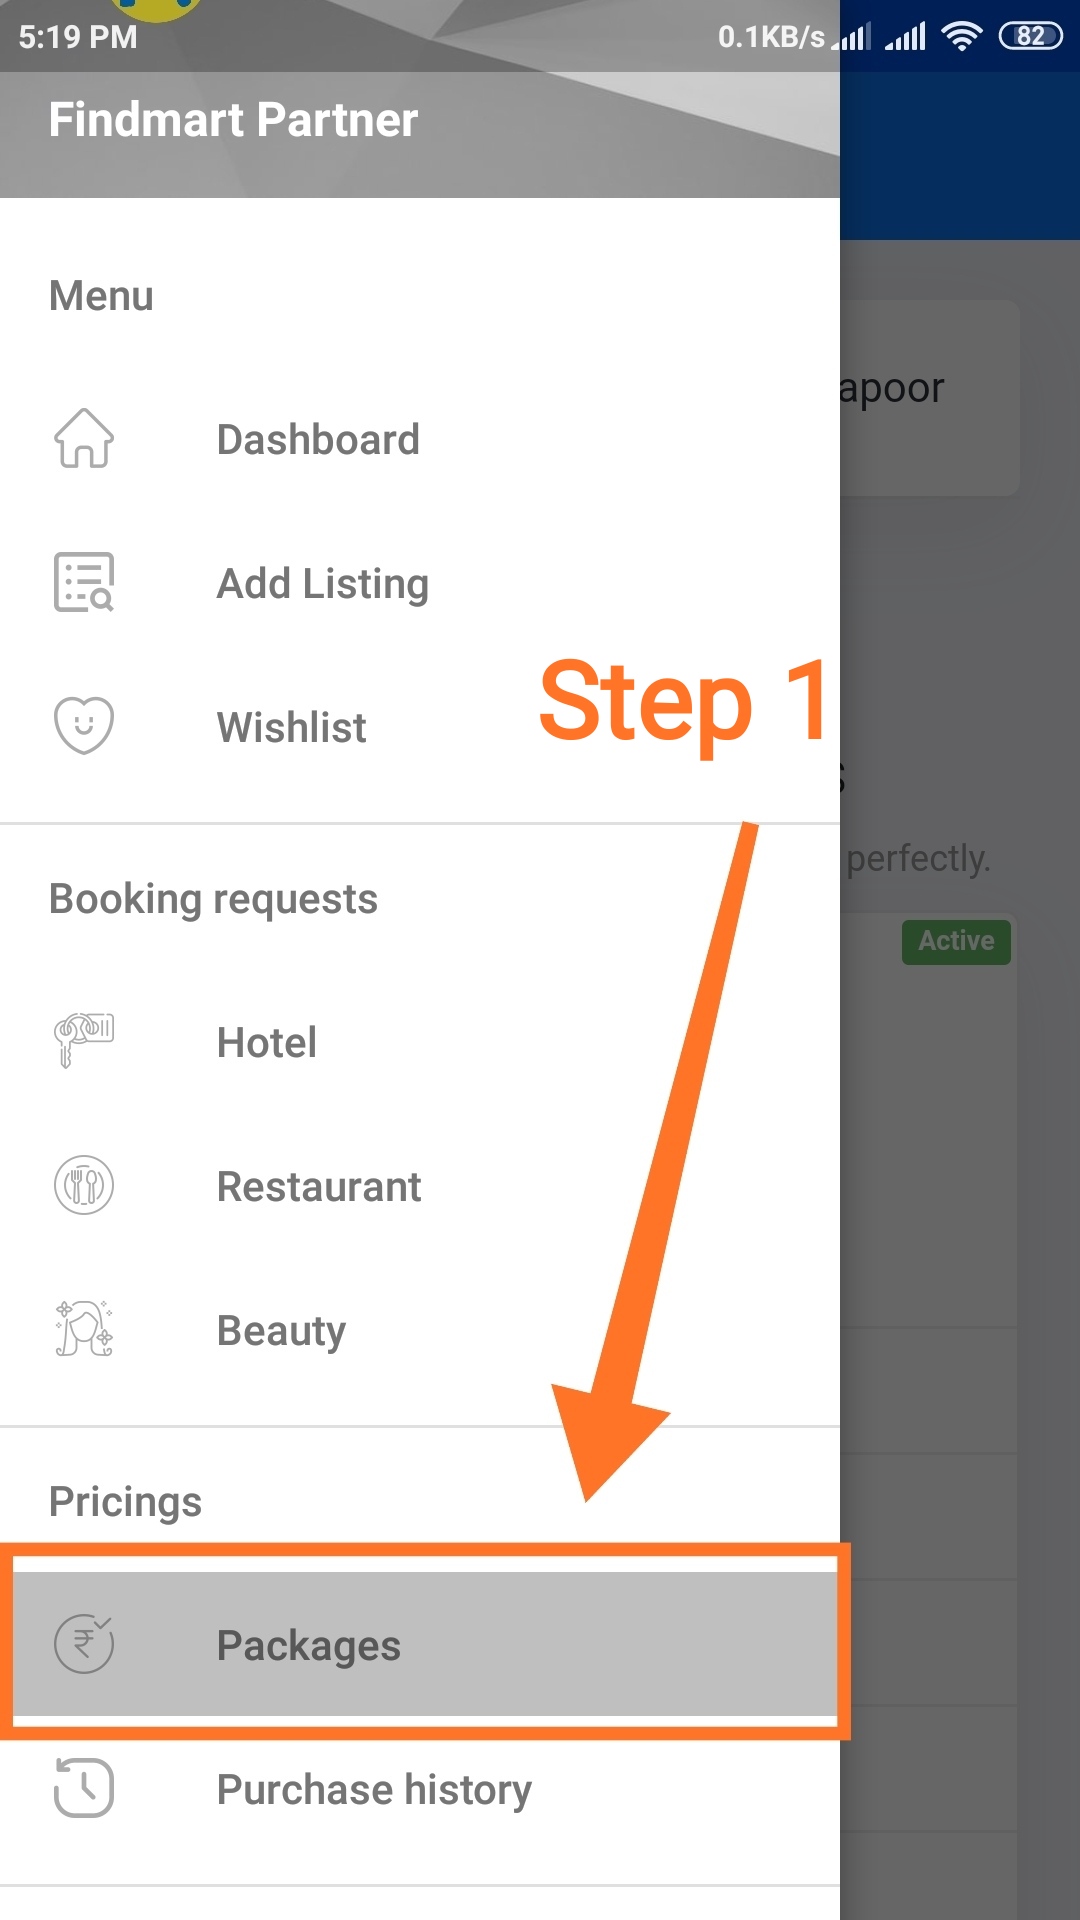 5:19 PM 0.1KB/s 82
Findmart Partner
Menu
apoor
Dashboard
Add Listing
Step 1
Wishlist
perfectly.
Booking requests
Active
Hotel
Restaurant
Beauty
Pricings
Packages
Purchase history